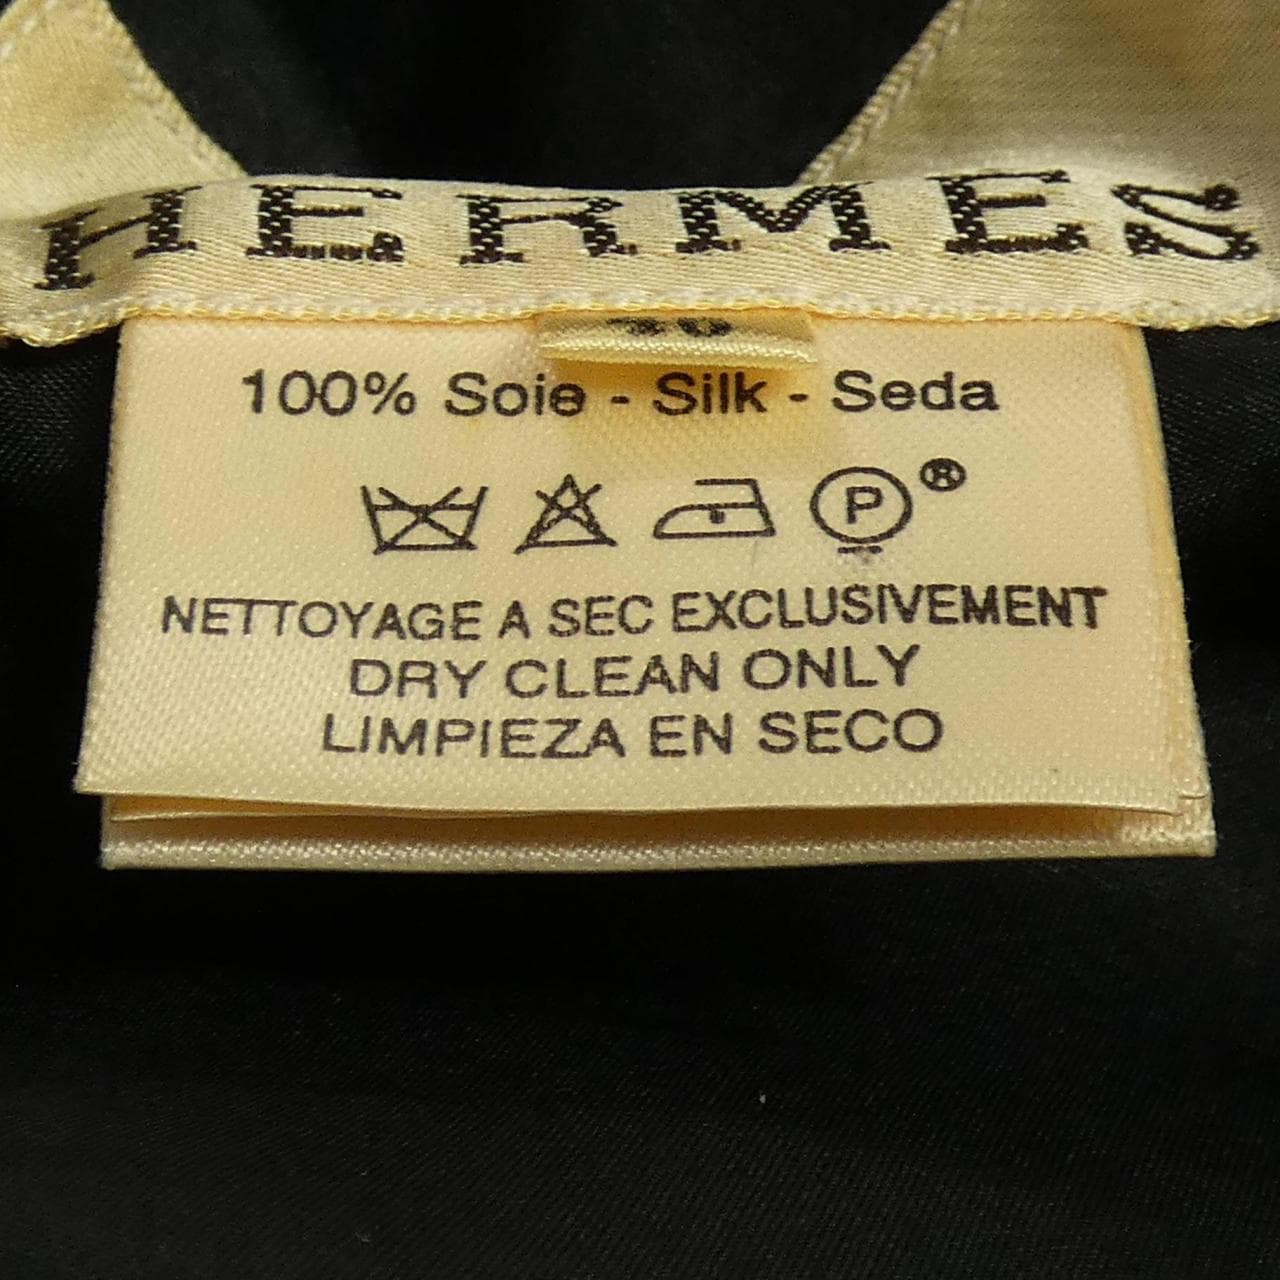 HERMES
100% Soie - Silk - Seda
P ®
NETTOYAGE A SEC EXCLUSIVEMENT
DRY CLEAN ONLY
LIMPIEZA EN SECO